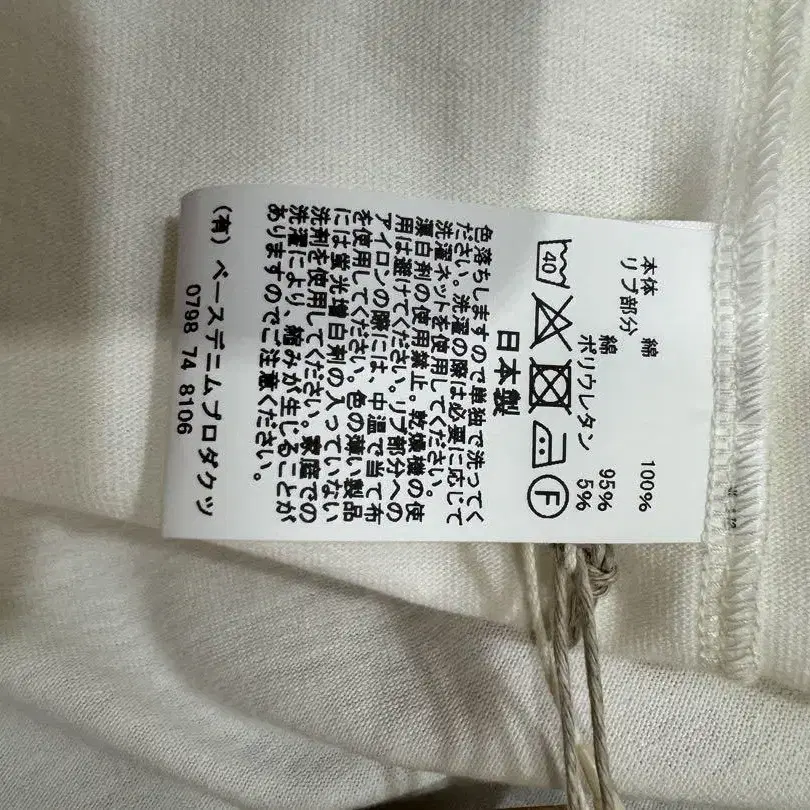 本体 綿 100%
リブ部分 綿 95%
ポリウレタン 5%
40
F
日本製
色落ちしますので単独で洗ってく
ださい。洗濯の際は必要に応じて
洗濯ネットを使用してください。
漂白剤の使用禁止。乾燥機の使
用は避けてください。リブ部分への
アイロンの際には、中温で当て布
を使用してください。色の薄い製品
には蛍光増白剤の入っていない
洗剤を使用してください。家庭での
洗濯により、縮みが生じることが
ありますのでご注意ください。
(有) ベースデニムプロダクツ
0798 74 8106